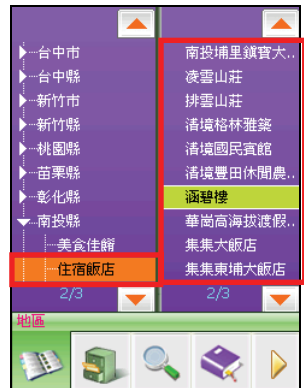 台中市
台中縣
新竹市
新竹縣
桃園縣
苗栗縣
彰化縣
南投縣
美食佳餚
住宿飯店
2/3
南投埔里鎮寶大..
凌雲山莊
排雲山莊
清境格林雅築
清境國民賓館
清境豐田休閒農..
涵碧樓
華崗高海拔渡假..
集集大飯店
集集東埔大飯店
2/3
地區